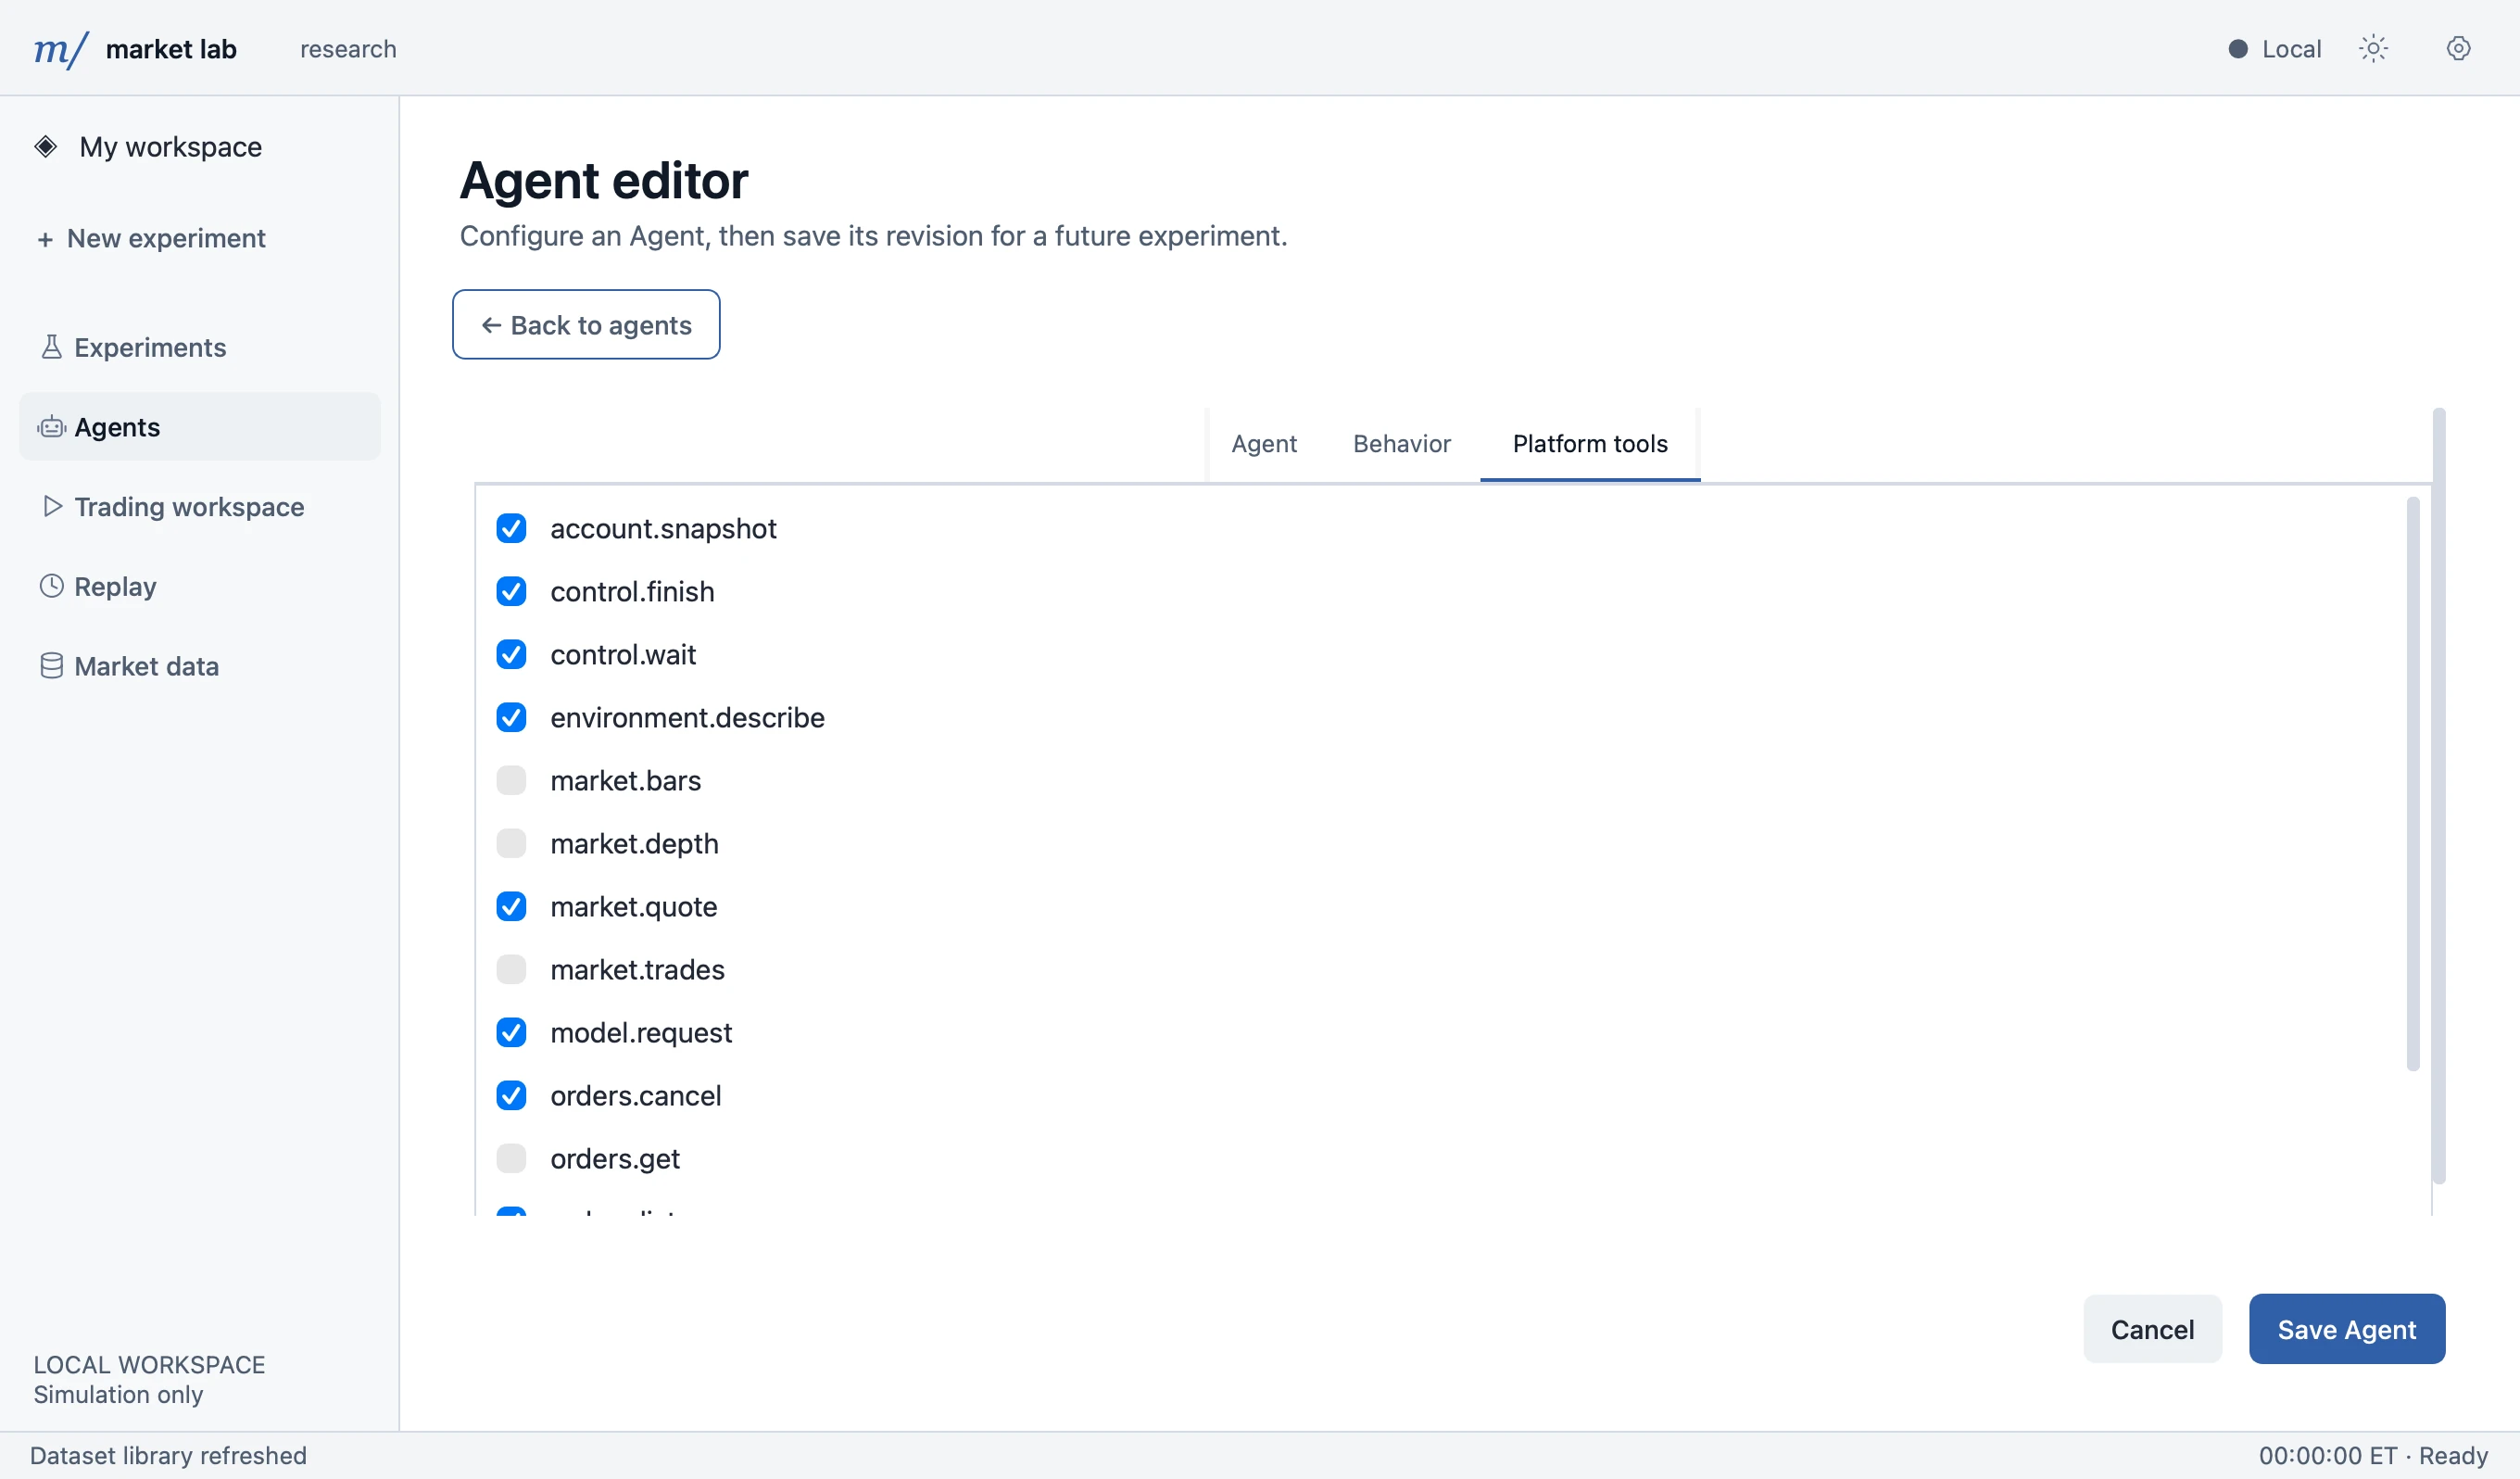 m/ market lab research Local
My workspace
+ New experiment
Experiments
Agents
Trading workspace
Replay
Market data
LOCAL WORKSPACE
Simulation only
Agent editor
Configure an Agent, then save its revision for a future experiment.
← Back to agents
Agent Behavior Platform tools
account.snapshot
control.finish
control.wait
environment.describe
market.bars
market.depth
market.quote
market.trades
model.request
orders.cancel
orders.get
Cancel Save Agent
Dataset library refreshed 00:00:00 ET · Ready